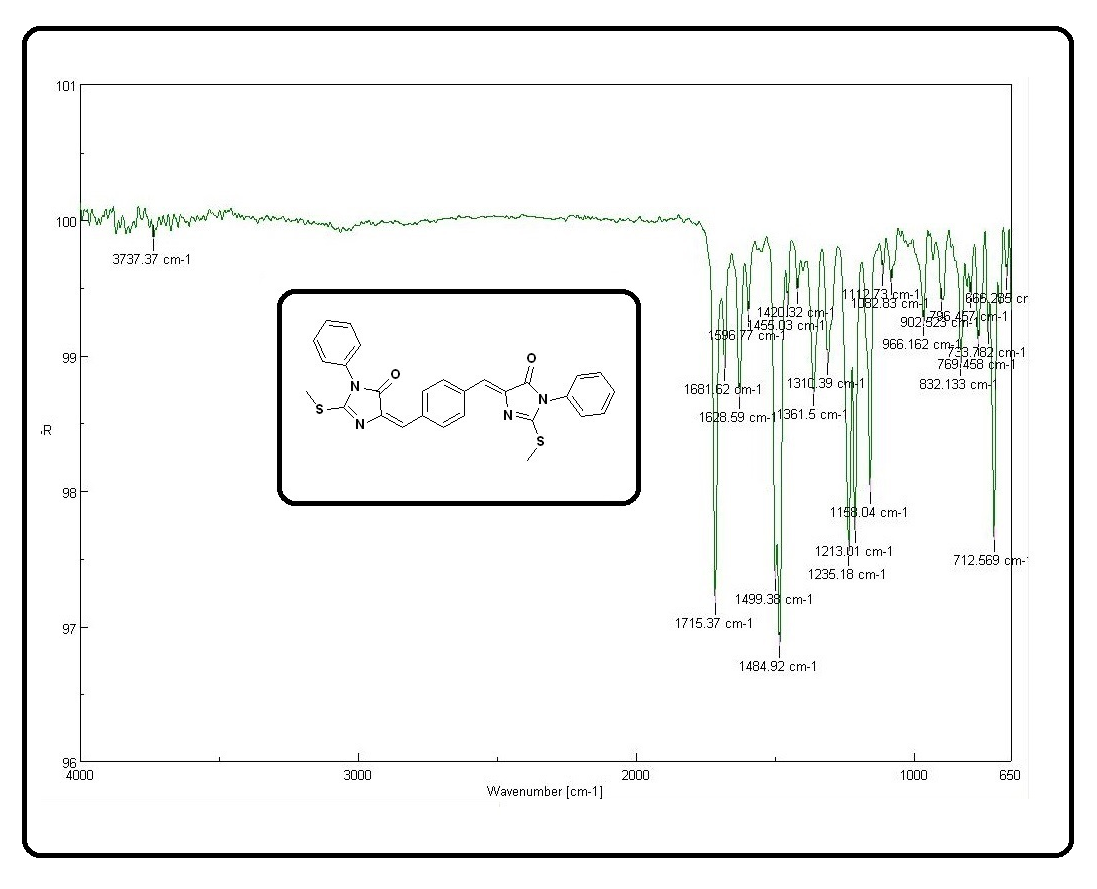 101
100
3737.37 cm-1
1112.73 cm-1
665.285 cr
1082.83 cm-1
1420.32 cm-1
796.457 cm-1
902.523 cm-1
1455.03 cm-1
1596.77 cm-1
966.162 cm-1
733.782 cm-1
99
769.458 cm-1
O
O
832.133 cm-1
1310.39 cm-1
N
1681.62 cm-1
N
S
1361.5 cm-1
N
1628.59 cm-1
N
R
S
98
1158.04 cm-1
1213.01 cm-1
712.569 cm-
1235.18 cm-1
1499.38 cm-1
1715.37 cm-1
97
1484.92 cm-1
96
4000
3000
2000
1000
650
Wavenumber [cm-1]